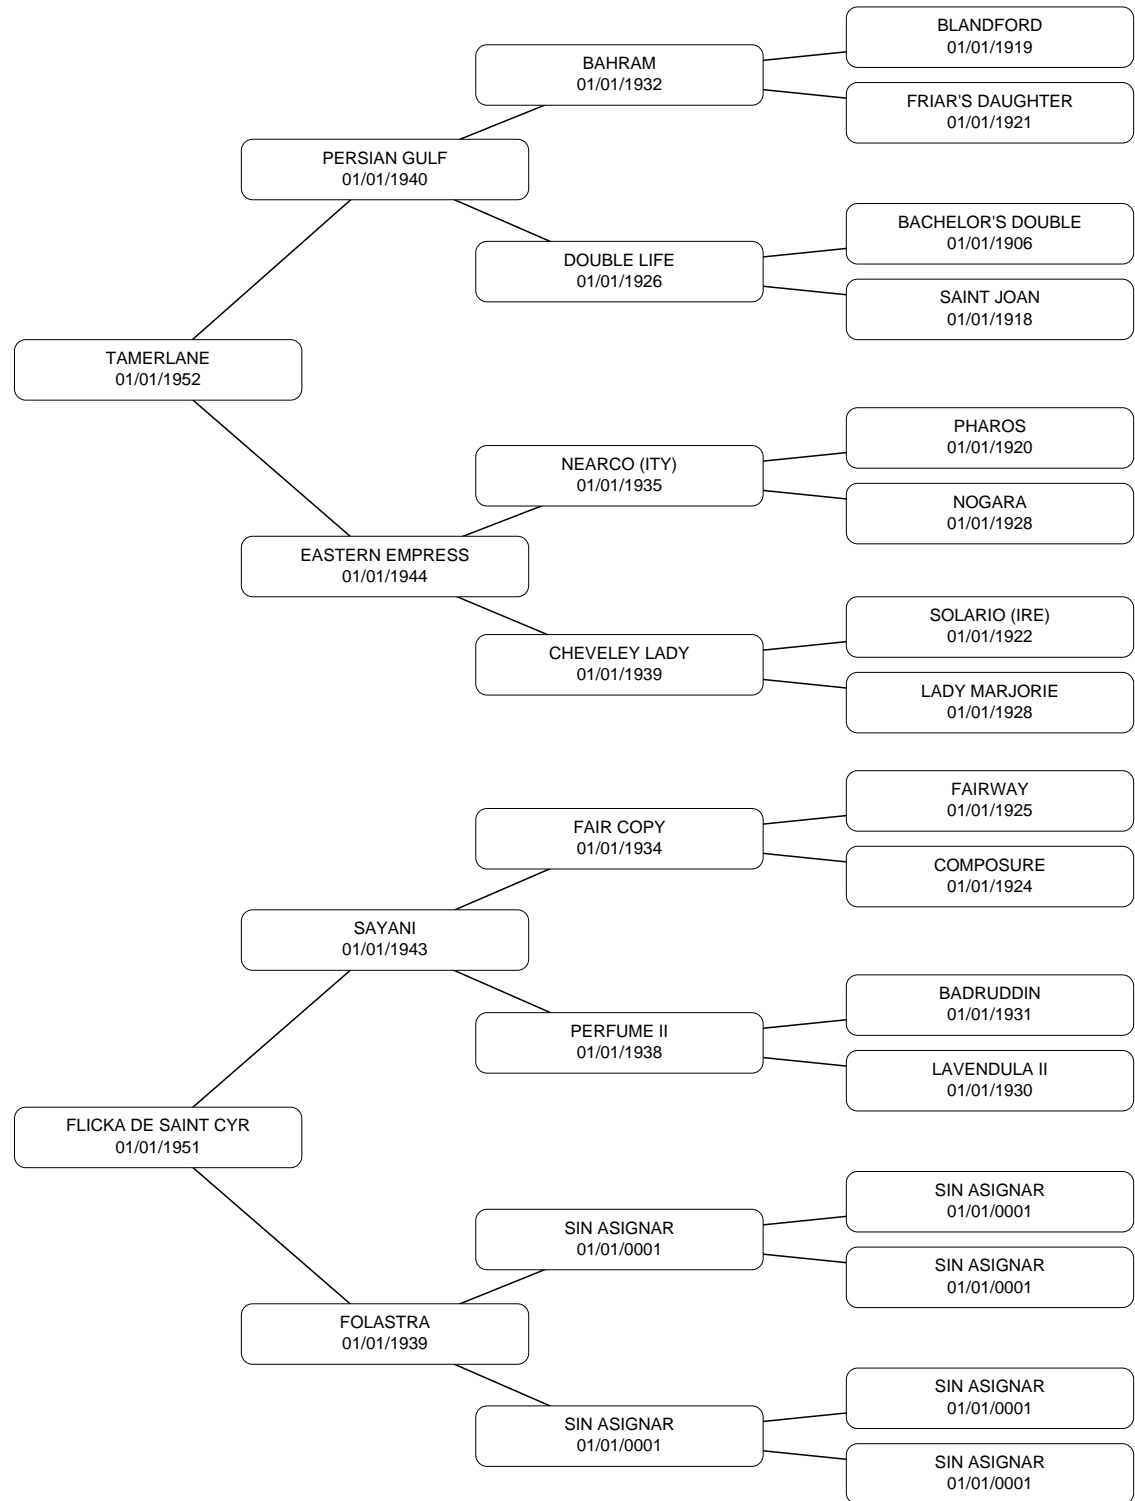 BLANDFORD
01/01/1919
BAHRAM
01/01/1932
FRIAR'S DAUGHTER
01/01/1921
PERSIAN GULF
01/01/1940
BACHELOR'S DOUBLE
01/01/1906
DOUBLE LIFE
01/01/1926
SAINT JOAN
01/01/1918
TAMERLANE
01/01/1952
PHAROS
01/01/1920
NEARCO (ITY)
01/01/1935
NOGARA
01/01/1928
EASTERN EMPRESS
01/01/1944
SOLARIO (IRE)
01/01/1922
CHEVELEY LADY
01/01/1939
LADY MARJORIE
01/01/1928
FAIRWAY
01/01/1925
FAIR COPY
01/01/1934
COMPOSURE
01/01/1924
SAYANI
01/01/1943
BADRUDDIN
01/01/1931
PERFUME II
01/01/1938
LAVENDULA II
01/01/1930
FLICKA DE SAINT CYR
01/01/1951
SIN ASIGNAR
01/01/0001
SIN ASIGNAR
01/01/0001
SIN ASIGNAR
01/01/0001
FOLASTRA
01/01/1939
SIN ASIGNAR
01/01/0001
SIN ASIGNAR
01/01/0001
SIN ASIGNAR
01/01/0001